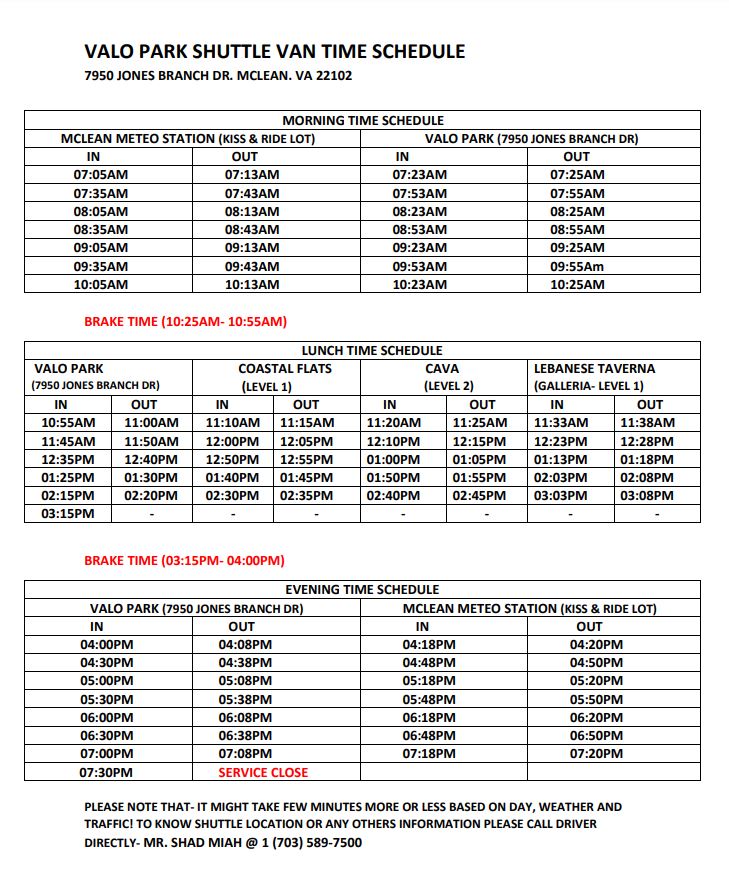 VALO PARK SHUTTLE VAN TIME SCHEDULE
7950 JONES BRANCH DR. MCLEAN. VA 22102
MORNING TIME SCHEDULE
MCLEAN METEO STATION (KISS & RIDE LOT) VALO PARK (7950 JONES BRANCH DR)
IN OUT IN OUT
07:05AM 07:13AM 07:23AM 07:25AM
07:35AM 07:43AM 07:53AM 07:55AM
08:05AM 08:13AM 08:23AM 08:25AM
08:35AM 08:43AM 08:53AM 08:55AM
09:05AM 09:13AM 09:23AM 09:25AM
09:35AM 09:43AM 09:53AM 09:55Am
10:05AM 10:13AM 10:23AM 10:25AM
BRAKE TIME (10:25AM- 10:55AM)
LUNCH TIME SCHEDULE
VALO PARK COASTAL FLATS CAVA LEBANESE TAVERNA
(7950 JONES BRANCH DR) (LEVEL 1) (LEVEL 2) (GALLERIA- LEVEL 1)
IN OUT IN OUT IN OUT IN OUT
10:55AM 11:00AM 11:10AM 11:15AM 11:20AM 11:25AM 11:33AM 11:38AM
11:45AM 11:50AM 12:00PM 12:05PM 12:10PM 12:15PM 12:23PM 12:28PM
12:35PM 12:40PM 12:50PM 12:55PM 01:00PM 01:05PM 01:13PM 01:18PM
01:25PM 01:30PM 01:40PM 01:45PM 01:50PM 01:55PM 02:03PM 02:08PM
02:15PM 02:20PM 02:30PM 02:35PM 02:40PM 02:45PM 03:03PM 03:08PM
03:15PM - - - - - - -
BRAKE TIME (03:15PM- 04:00PM)
EVENING TIME SCHEDULE
VALO PARK (7950 JONES BRANCH DR) MCLEAN METEO STATION (KISS & RIDE LOT)
IN OUT IN OUT
04:00PM 04:08PM 04:18PM 04:20PM
04:30PM 04:38PM 04:48PM 04:50PM
05:00PM 05:08PM 05:18PM 05:20PM
05:30PM 05:38PM 05:48PM 05:50PM
06:00PM 06:08PM 06:18PM 06:20PM
06:30PM 06:38PM 06:48PM 06:50PM
07:00PM 07:08PM 07:18PM 07:20PM
07:30PM SERVICE CLOSE
PLEASE NOTE THAT- IT MIGHT TAKE FEW MINUTES MORE OR LESS BASED ON DAY, WEATHER AND
TRAFFIC! TO KNOW SHUTTLE LOCATION OR ANY OTHERS INFORMATION PLEASE CALL DRIVER
DIRECTLY- MR. SHAD MIAH @ 1 (703) 589-7500